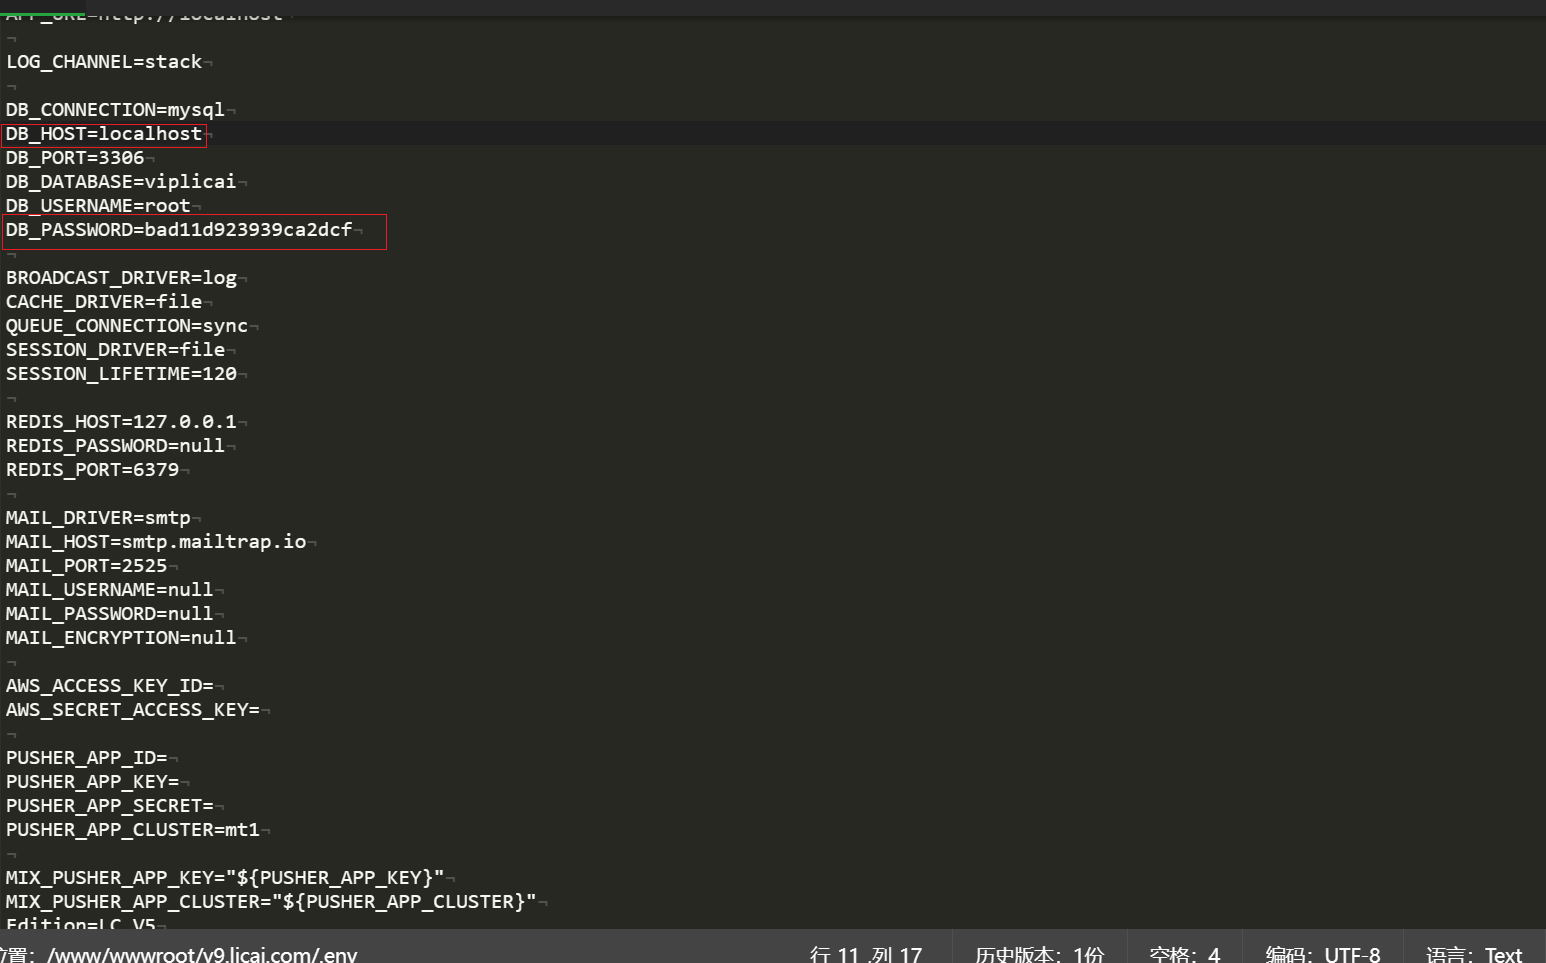 APP_URL=http://localhost
LOG_CHANNEL=stack
DB_CONNECTION=mysql
DB_HOST=localhost
DB_PORT=3306
DB_DATABASE=viplicai
DB_USERNAME=root
DB_PASSWORD=bad11d923939ca2dcf
BROADCAST_DRIVER=log
CACHE_DRIVER=file
QUEUE_CONNECTION=sync
SESSION_DRIVER=file
SESSION_LIFETIME=120
REDIS_HOST=127.0.0.1
REDIS_PASSWORD=null
REDIS_PORT=6379
MAIL_DRIVER=smtp
MAIL_HOST=smtp.mailtrap.io
MAIL_PORT=2525
MAIL_USERNAME=null
MAIL_PASSWORD=null
MAIL_ENCRYPTION=null
AWS_ACCESS_KEY_ID=
AWS_SECRET_ACCESS_KEY=
PUSHER_APP_ID=
PUSHER_APP_KEY=
PUSHER_APP_SECRET=
PUSHER_APP_CLUSTER=mt1
MIX_PUSHER_APP_KEY="${PUSHER_APP_KEY}"
MIX_PUSHER_APP_CLUSTER="${PUSHER_APP_CLUSTER}"
Edition=LC_V5
位置: /www/wwwroot/v9.licai.com/.env 行 11 ,列 17 历史版本: 1份 空格: 4 编码: UTF-8 语言: Text